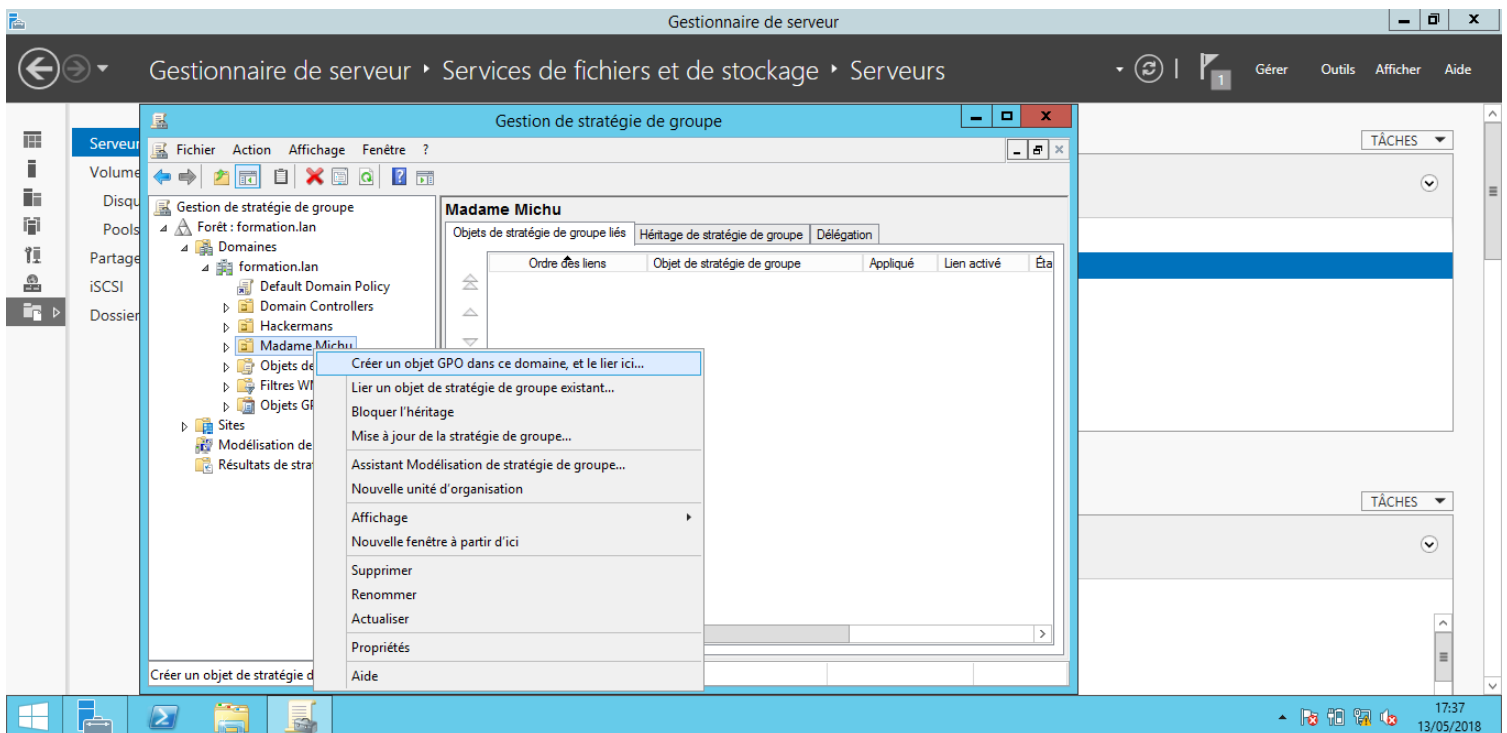 Gestionnaire de serveur
Gestionnaire de serveur ‣ Services de fichiers et de stockage ‣ Serveurs
1
Gérer Outils Afficher Aide
Serveur
Volume
Disqu
Pools
Partage
iSCSI
Dossier
TÂCHES
TÂCHES
Gestion de stratégie de groupe
Fichier Action Affichage Fenêtre ?
Gestion de stratégie de groupe
Forêt : formation.lan
Domaines
formation.lan
Default Domain Policy
Domain Controllers
Hackermans
Madame Michu
Objets de
Filtres WM
Objets GP
Sites
Modélisation de
Résultats de strat
Madame Michu
Objets de stratégie de groupe liés Héritage de stratégie de groupe Délégation
Ordre des liens Objet de stratégie de groupe Appliqué Lien activé Éta
Créer un objet GPO dans ce domaine, et le lier ici...
Lier un objet de stratégie de groupe existant...
Bloquer l'héritage
Mise à jour de la stratégie de groupe...
Assistant Modélisation de stratégie de groupe...
Nouvelle unité d'organisation
Affichage
Nouvelle fenêtre à partir d'ici
Supprimer
Renommer
Actualiser
Propriétés
Aide
Créer un objet de stratégie d
17:37
13/05/2018